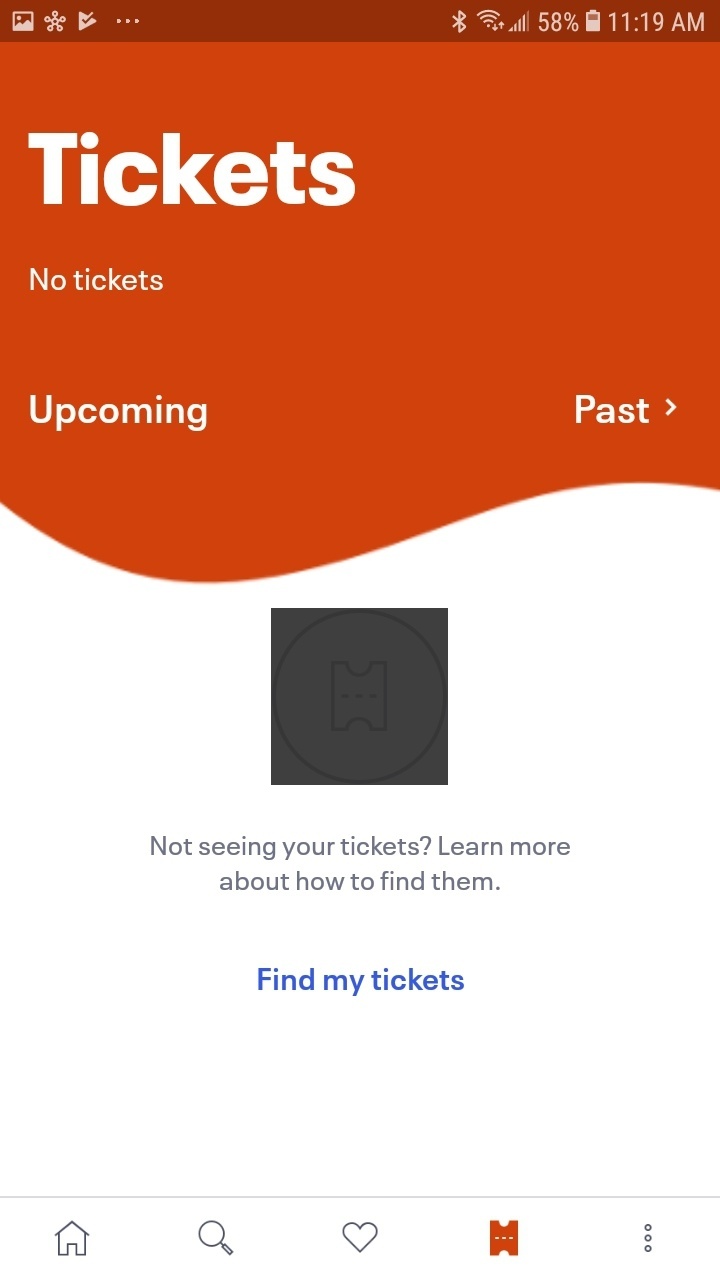 58% 11:19 AM
Tickets
No tickets
Upcoming
Past
Not seeing your tickets? Learn more
about how to find them.
Find my tickets